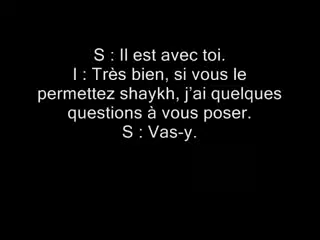 S : Il est avec toi.
I : Très bien, si vous le
permettez shaykh, j’ai quelques
questions à vous poser.
S : Vas-y.